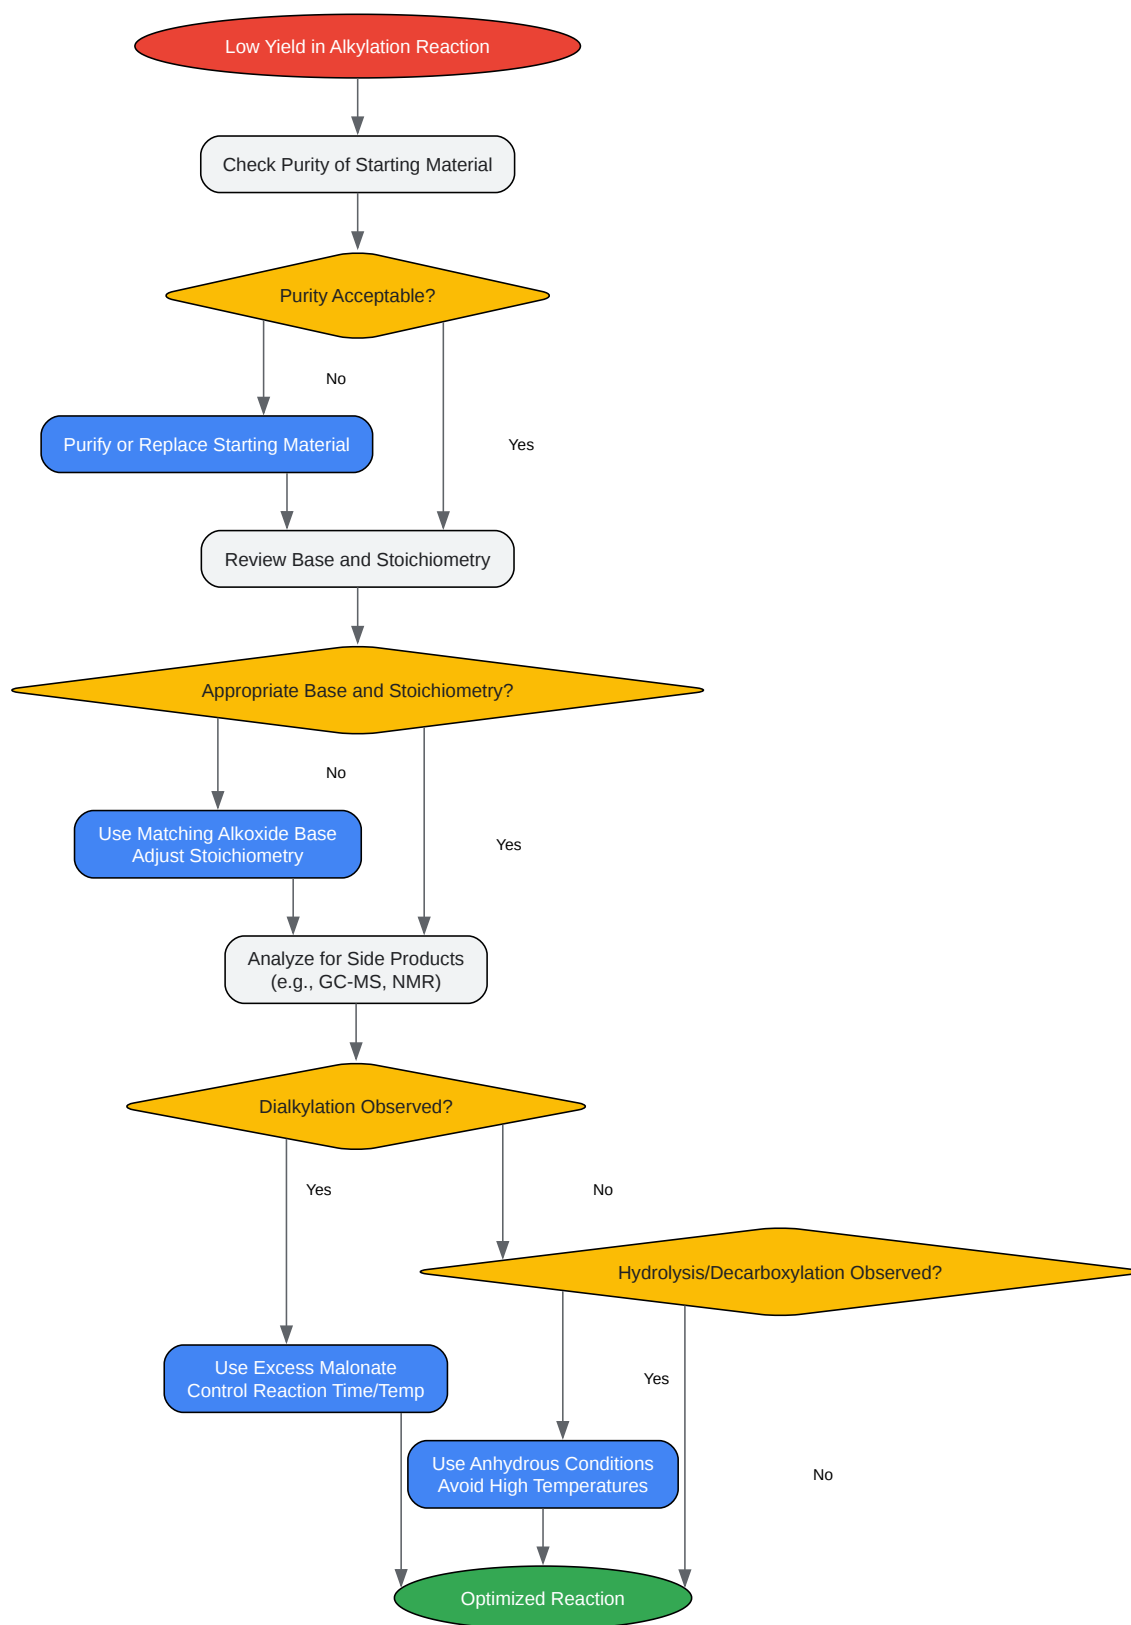 Low Yield in Alkylation Reaction
Check Purity of Starting Material
Purity Acceptable?
No
Purify or Replace Starting Material
Yes
Review Base and Stoichiometry
Appropriate Base and Stoichiometry?
No
Use Matching Alkoxide Base
Adjust Stoichiometry
Yes
Analyze for Side Products
(e.g., GC-MS, NMR)
Dialkylation Observed?
Yes
No
Hydrolysis/Decarboxylation Observed?
Use Excess Malonate
Control Reaction Time/Temp
Yes
Use Anhydrous Conditions
Avoid High Temperatures
No
Optimized Reaction